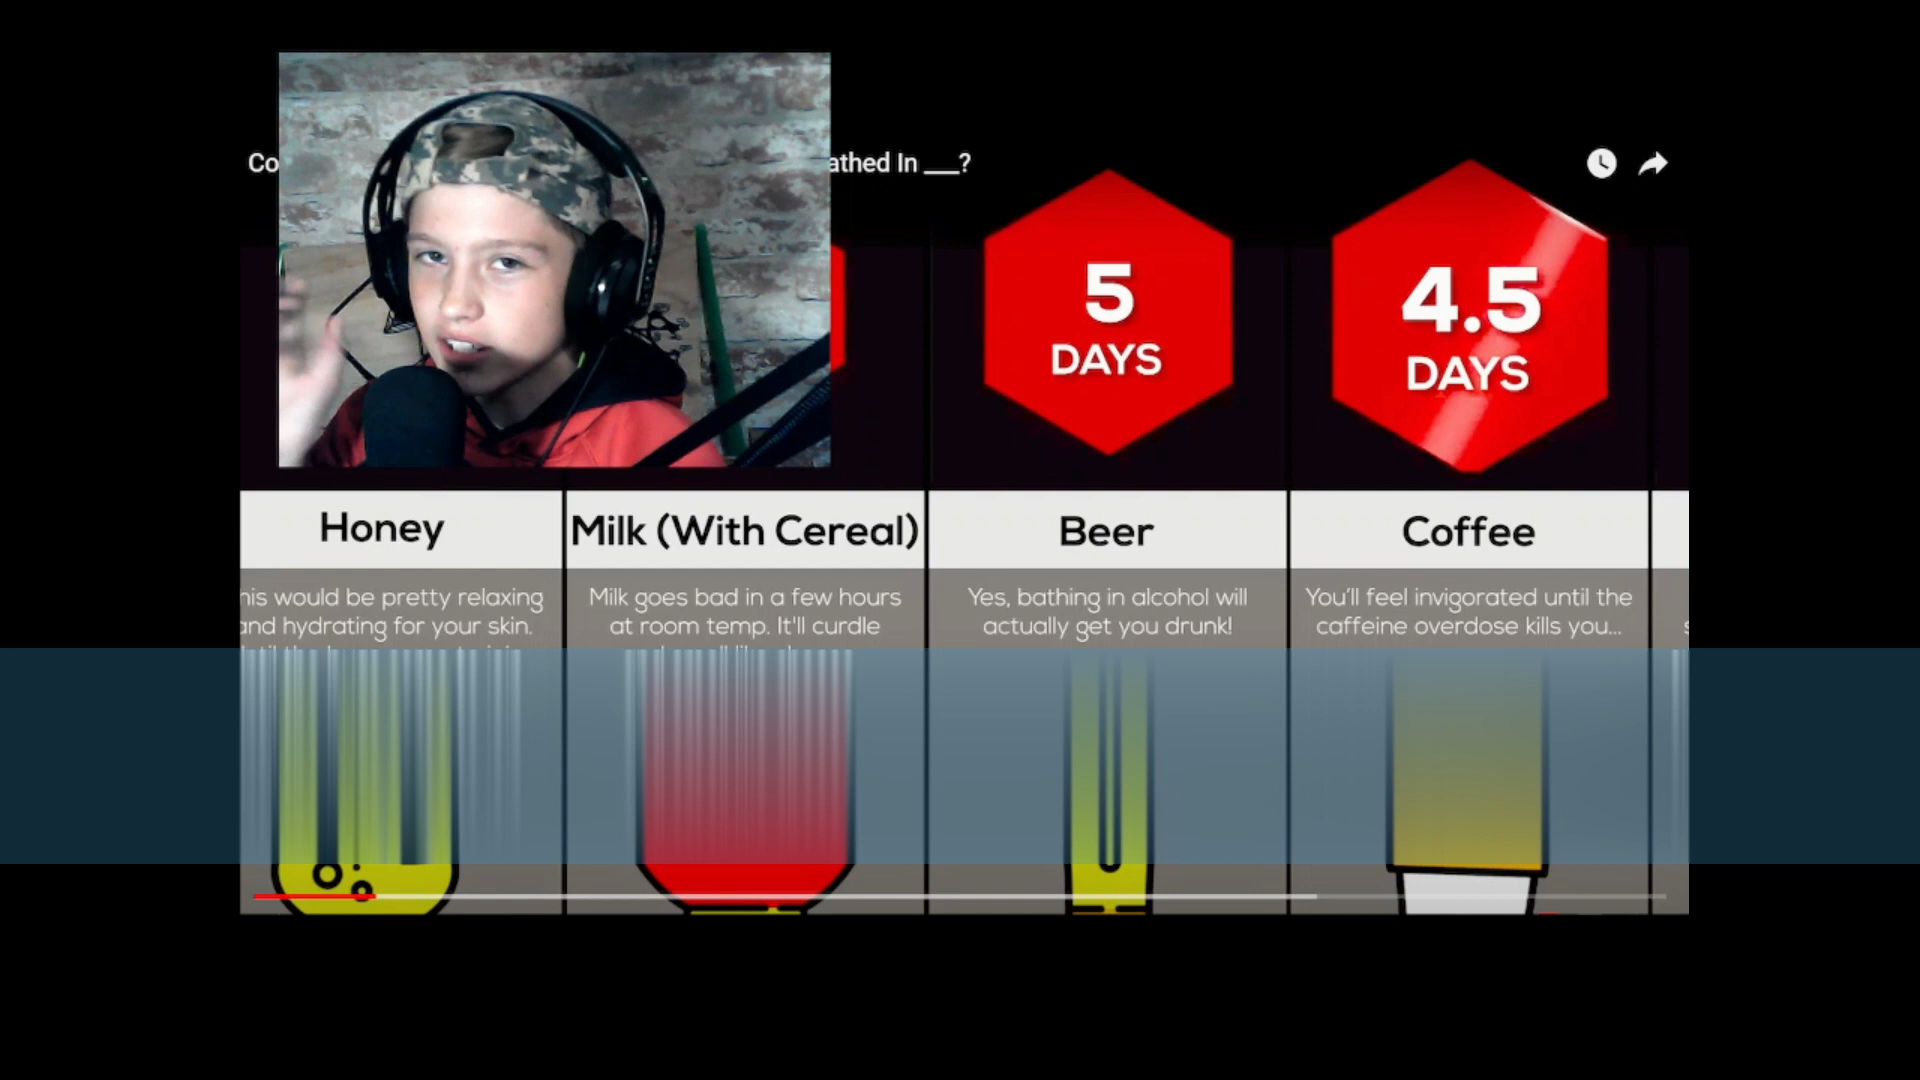 Co
athed In ___?
5
DAYS
4.5
DAYS
Honey
Milk (With Cereal)
Beer
Coffee
his would be pretty relaxing
and hydrating for your skin.
Milk goes bad in a few hours
at room temp. It'll curdle
Yes, bathing in alcohol will
actually get you drunk!
You'll feel invigorated until the
caffeine overdose kills you...